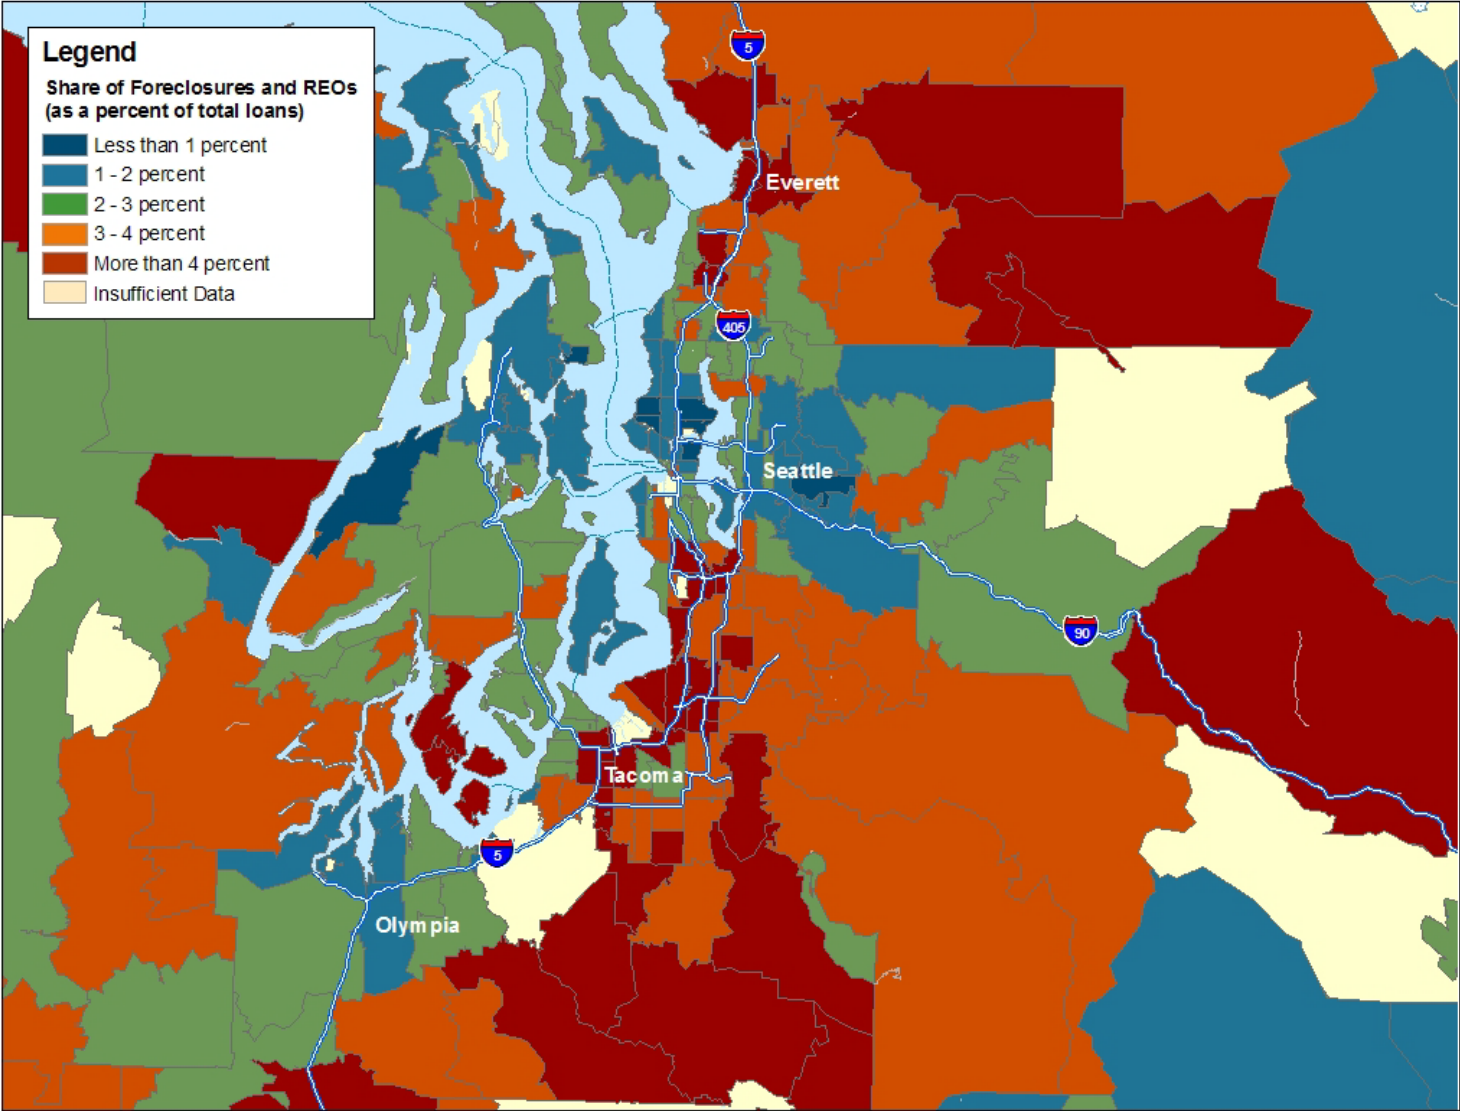 Legend
Share of Foreclosures and REOs
(as a percent of total loans)
Less than 1 percent
1 - 2 percent
2 - 3 percent
3 - 4 percent
More than 4 percent
Insufficient Data
5
Everett
405
Seattle
90
Tacoma
5
Olympia